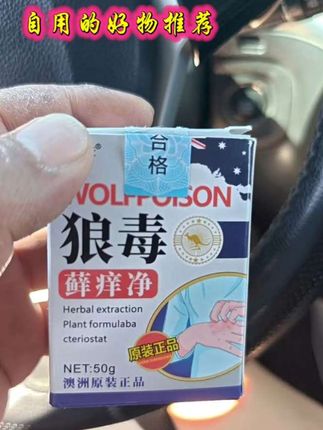 自用的好物推荐
合格
WOLFPOISON
狼毒
藓痒净
Herbal extraction
Plant formulaba
cteriostat
原装正品
NET:50g
澳洲原装正品